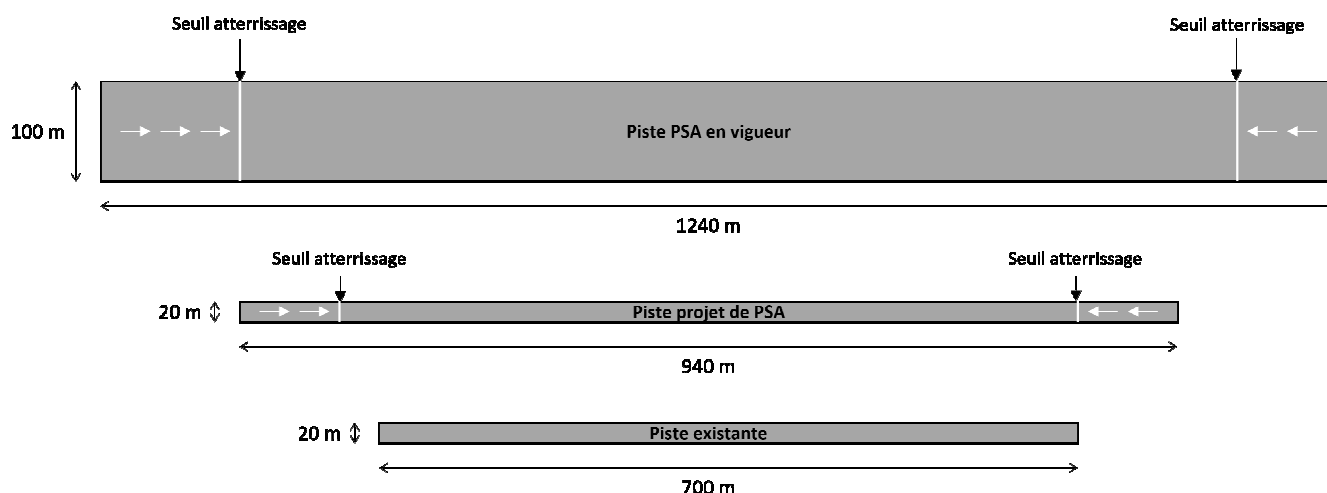 Seuil atterrissage
Seuil atterrissage
100 m
Piste PSA en vigueur
1240 m
Seuil atterrissage
Seuil atterrissage
20 m
Piste projet de PSA
940 m
20 m
Piste existante
700 m